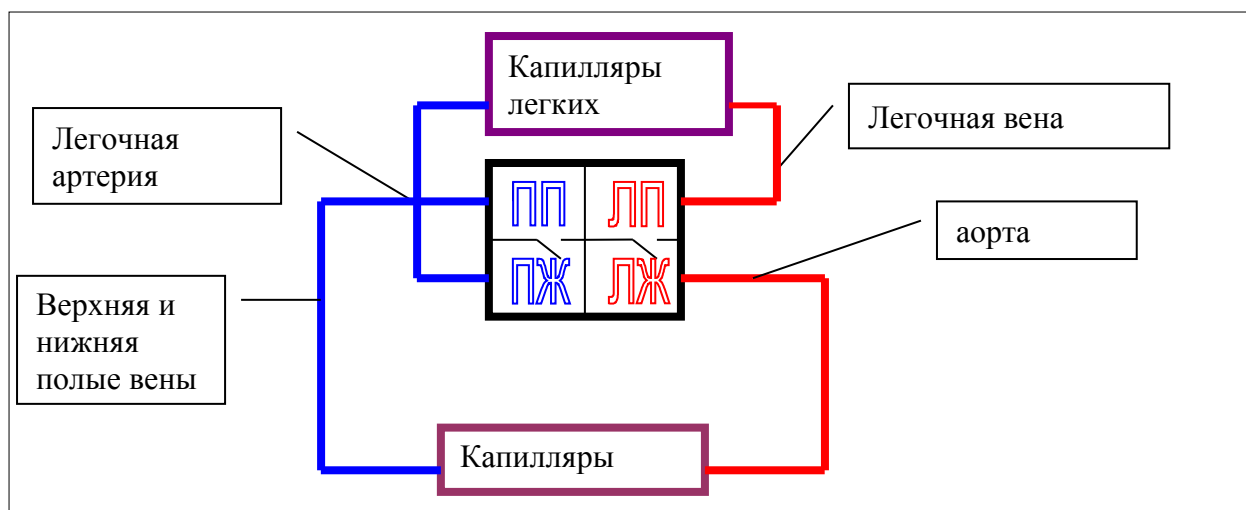 Капилляры
легких
Легочная
артерия
Легочная вена
ПП
ЛП
аорта
ПЖ
ЛЖ
Верхняя и
нижняя
полые вены
Капилляры